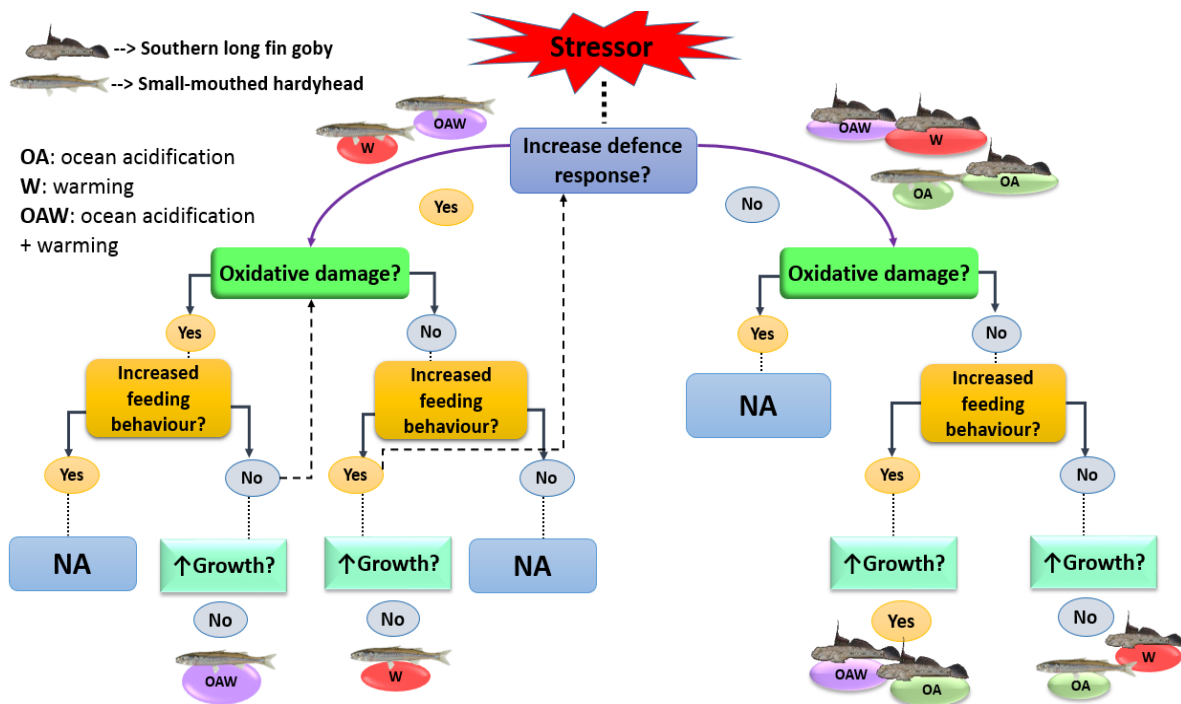 Stressor
--> Southern long fin goby
--> Small-mouthed hardyhead
OA: ocean acidification
W: warming
OAW: ocean acidification
+ warming
OAW
W
Increase defence
response?
OAW
W
OA
OA
Yes
No
Oxidative damage?
Oxidative damage?
Yes
No
Yes
No
Increased
feeding
behaviour?
Increased
feeding
behaviour?
NA
Increased
feeding
behaviour?
Yes
No
Yes
No
Yes
No
NA
↑Growth?
↑Growth?
NA
↑Growth?
↑Growth?
No
No
Yes
No
OAW
W
OAW
OA
W
OA